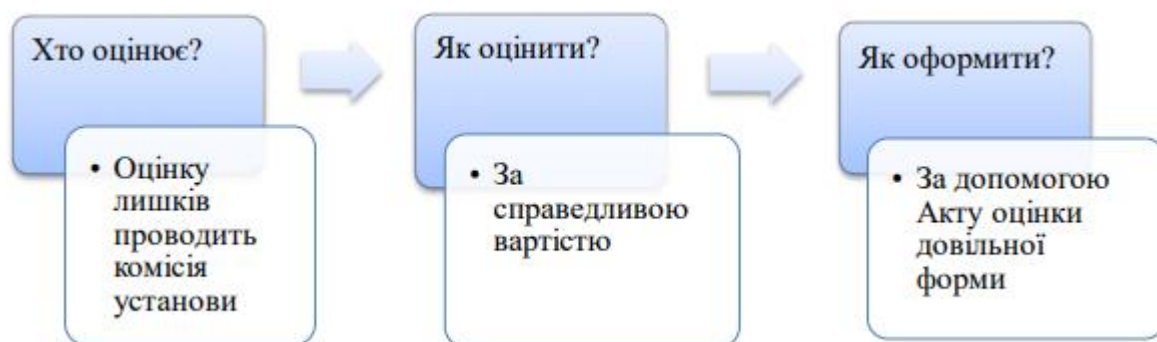 Хто оцінює?
• Оцінку
лишків
проводить
комісія
установи
Як оцінити?
• За
справедливою
вартістю
Як оформити?
• За допомогою
Акту оцінки
довільної
форми